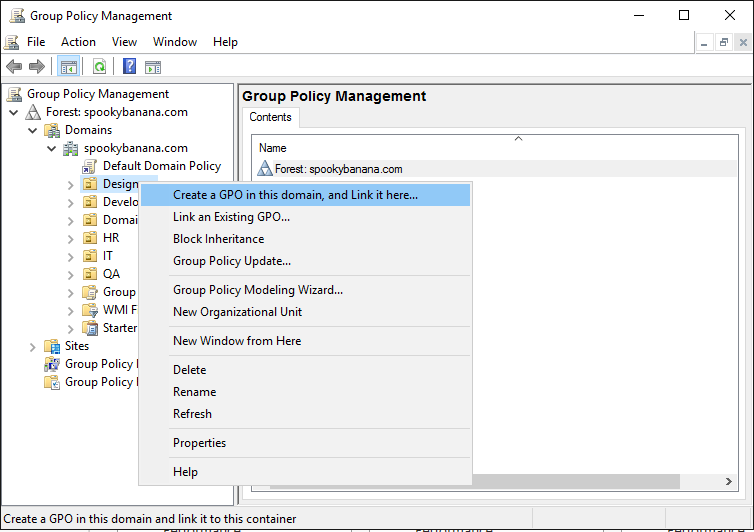 Group Policy Management
File Action View Window Help
Group Policy Management
Forest: spookybanana.com
Domains
spookybanana.com
Default Domain Policy
Design
Develo
Domai
HR
IT
QA
Group
WMI F
Starter
Sites
Group Policy
Group Policy
Create a GPO in this domain, and Link it here...
Link an Existing GPO...
Block Inheritance
Group Policy Update...
Group Policy Modeling Wizard...
New Organizational Unit
New Window from Here
Delete
Rename
Refresh
Properties
Help
Group Policy Management
Contents
Name
Forest: spookybanana.com
Create a GPO in this domain and link it to this container